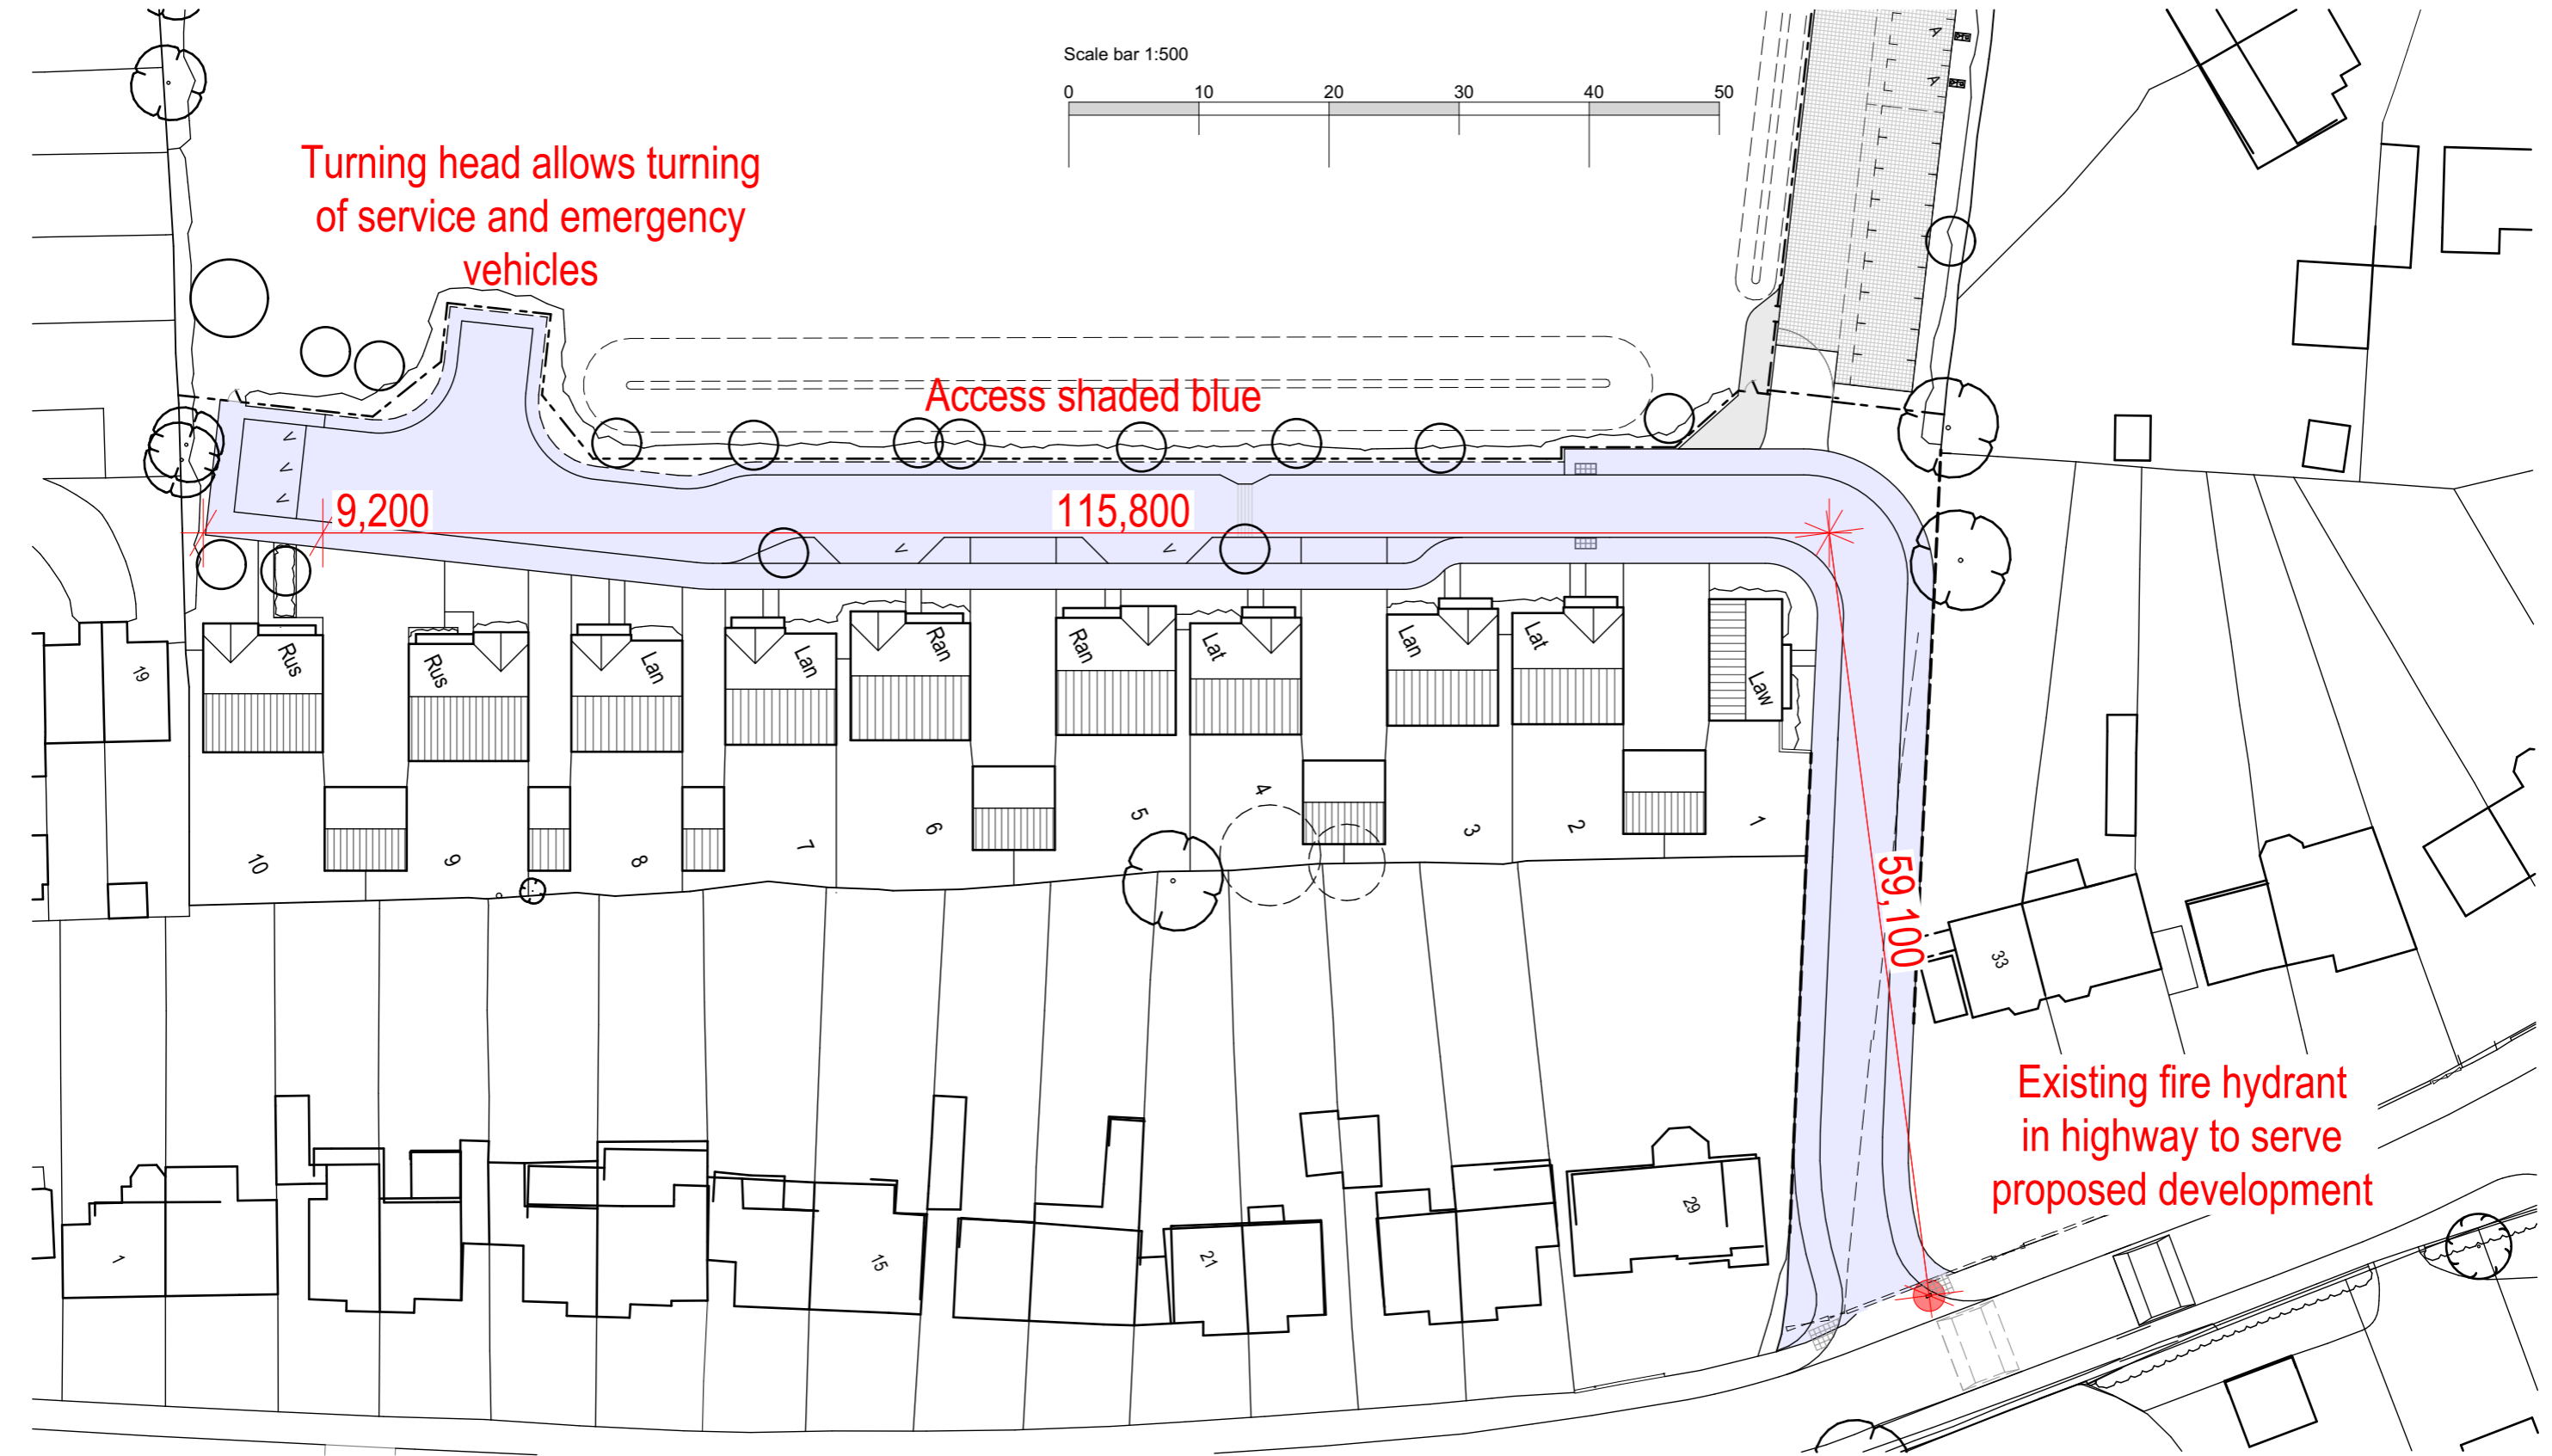 Scale bar 1:500
0 10 20 30 40 50
A
A
Turning head allows turning
of service and emergency
vehicles
Access shaded blue
9,200
115,800
59,100
19
Rus
Rus
Lan
Lan
Ran
Ran
Lat
Lan
Lat
Law
10
9
8
7
6
5
4
3
2
1
33
Existing fire hydrant
in highway to serve
proposed development
1
15
21
29